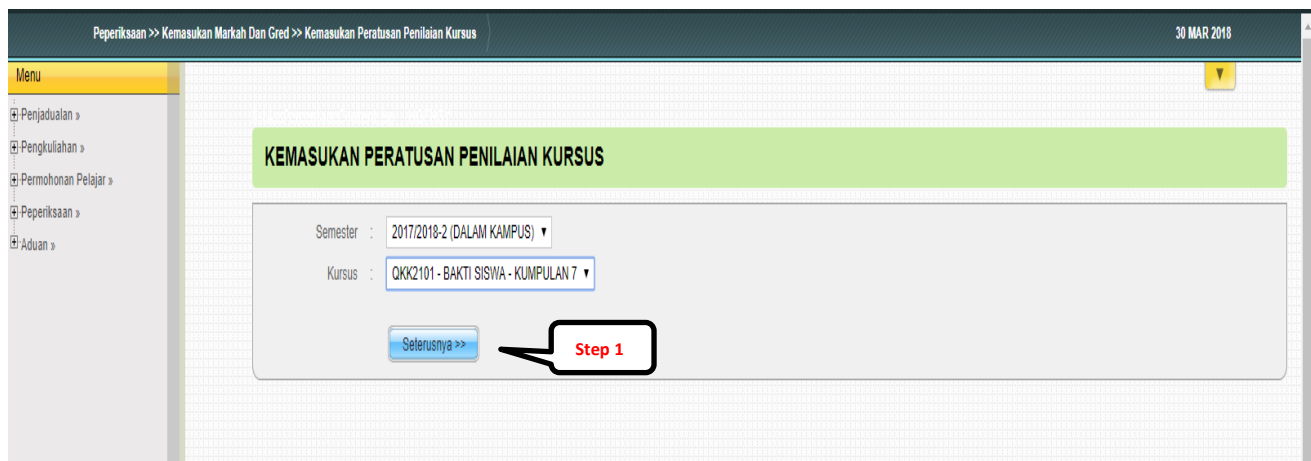 Peperiksaan >> Kemasukan Markah Dan Gred >> Kemasukan Peratusan Penilaian Kursus
30 MAR 2018
Menu
Penjadualan »
Pengkuliahan »
Permohonan Pelajar »
Peperiksaan »
Aduan »
KEMASUKAN PERATUSAN PENILAIAN KURSUS
Semester : 2017/2018-2 (DALAM KAMPUS)
Kursus : QKK2101 - BAKTI SISWA - KUMPULAN 7
Seterusnya >>
Step 1